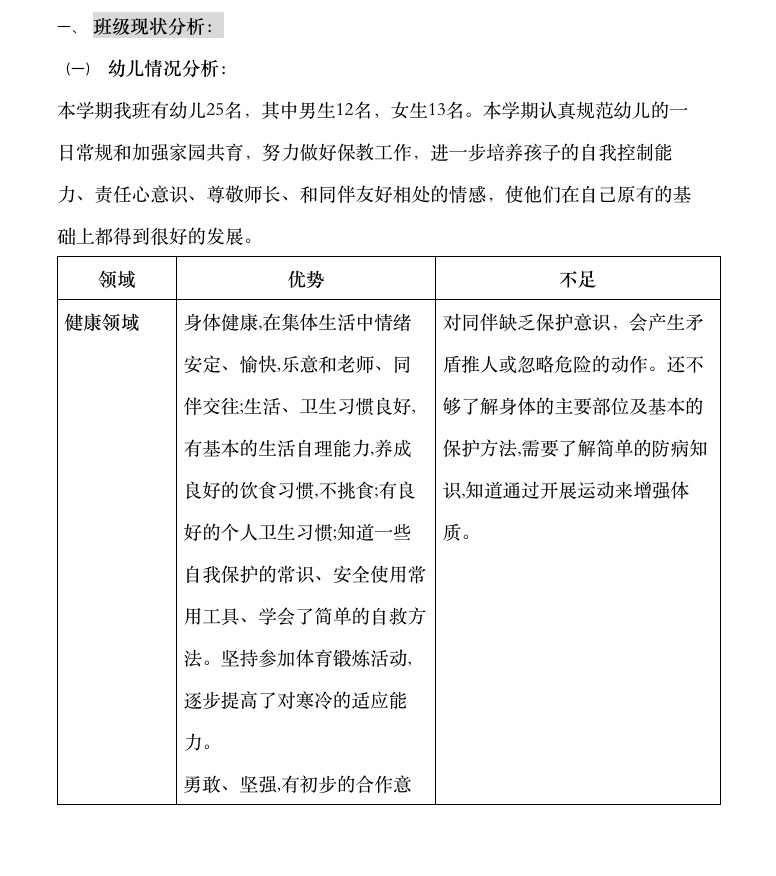 一、 班级现状分析：
（一） 幼儿情况分析：
本学期我班有幼儿25名，其中男生12名，女生13名。本学期认真规范幼儿的一
日常规和加强家园共育，努力做好保教工作，进一步培养孩子的自我控制能
力、责任心意识、尊敬师长、和同伴友好相处的情感，使他们在自己原有的基
础上都得到很好的发展。
领域 优势 不足
健康领域
身体健康,在集体生活中情绪
安定、愉快,乐意和老师、同
伴交往;生活、卫生习惯良好,
有基本的生活自理能力,养成
良好的饮食习惯,不挑食;有良
好的个人卫生习惯;知道一些
自我保护的常识、安全使用常
用工具、学会了简单的自救方
法。坚持参加体育锻炼活动,
逐步提高了对寒冷的适应能
力。
勇敢、坚强,有初步的合作意
对同伴缺乏保护意识，会产生矛
盾推人或忽略危险的动作。还不
够了解身体的主要部位及基本的
保护方法,需要了解简单的防病知
识,知道通过开展运动来增强体
质。